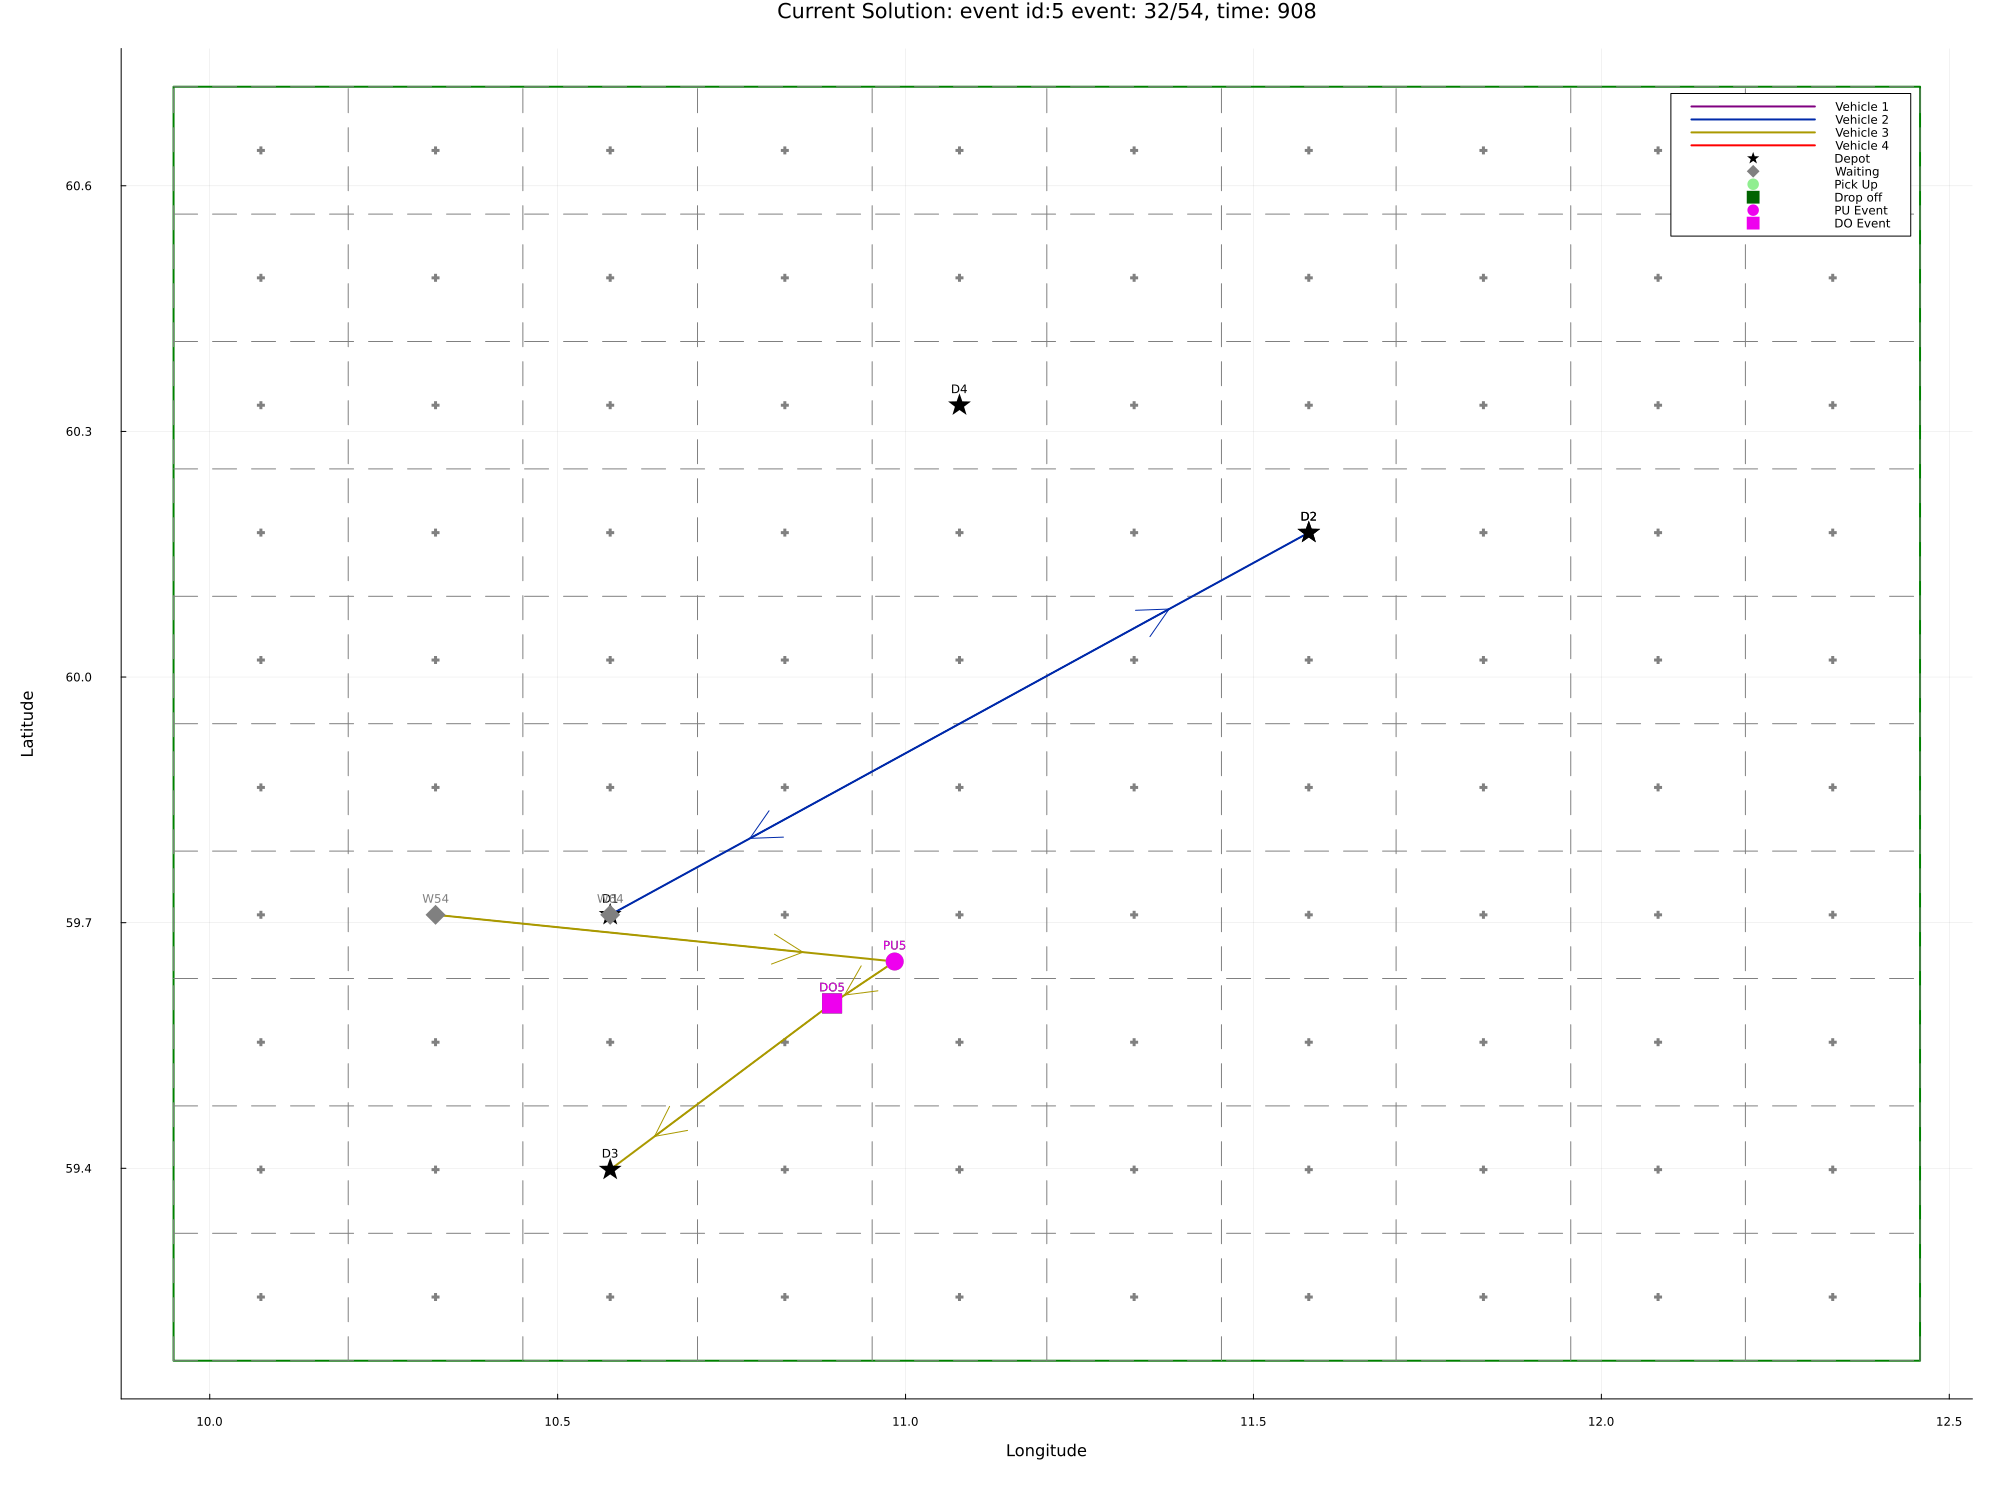 Current Solution: event id:5 event: 32/54, time: 908
Vehicle 1
Vehicle 2
Vehicle 3
Vehicle 4
Depot
Waiting
Pick Up
Drop off
PU Event
DO Event
60.6
60.3
60.0
59.7
59.4
Latitude
D4
D2
W54
D1
PU5
DO5
D3
10.0
10.5
11.0
11.5
12.0
12.5
Longitude